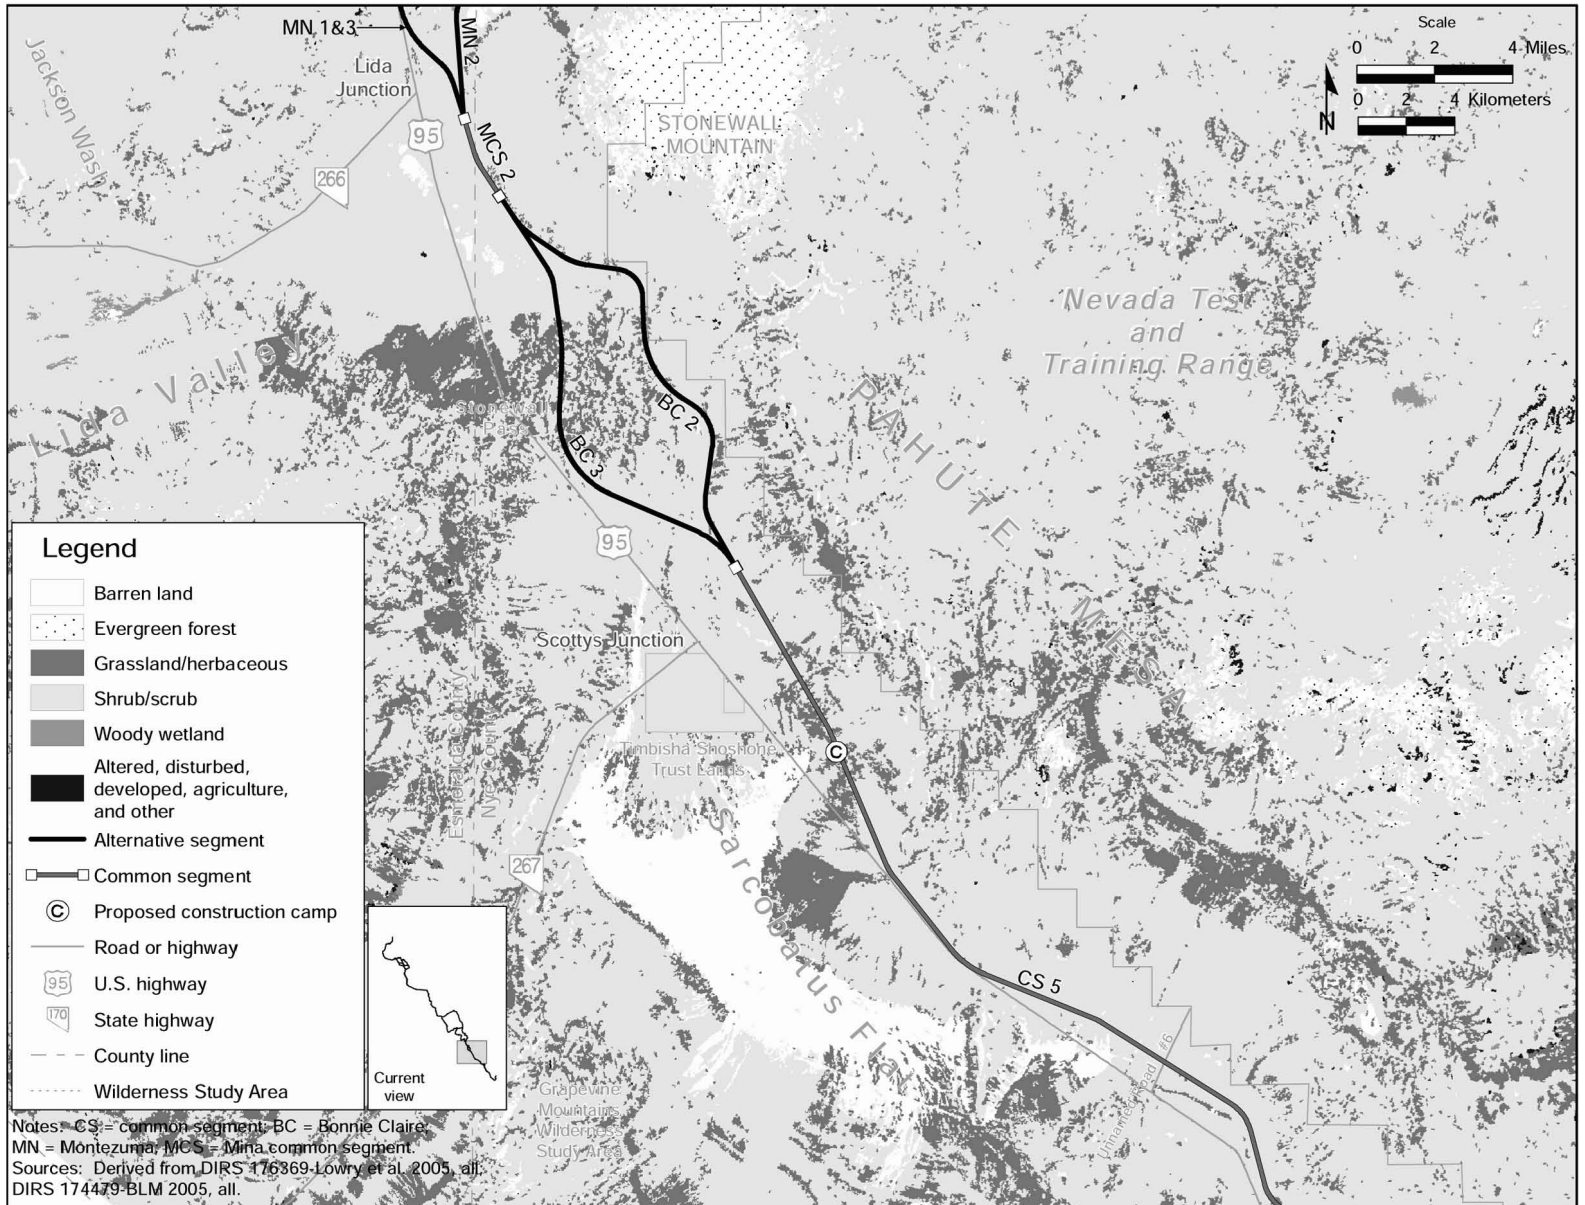 MN 1&3
MN 2
Lida
Junction
Jackson Wash
95
266
MCS 2
STONEWALL
MOUNTAIN
Scale
0 2 4 Miles
0 2 4 Kilometers
N
Nevada Test
and
Training Range
Lida Valley
Stonewall
Pass
BC 2
BC 3
PAHUTE MESA
95
Scottys Junction
Timbisha Shoshone
Trust Lands
C
Esmeralda County
Nye County
267
Sarcobatus Flat
CS 5
Grapevine
Mountains
Wilderness
Study Area
Legend
Barren land
Evergreen forest
Grassland/herbaceous
Shrub/scrub
Woody wetland
Altered, disturbed,
developed, agriculture,
and other
Alternative segment
Common segment
C Proposed construction camp
Road or highway
95 U.S. highway
170 State highway
County line
Wilderness Study Area
Current
view
Notes: CS = common segment; BC = Bonnie Claire;
MN = Montezuma; MCS = Mina common segment.
Sources: Derived from DIRS 176369-Lowry et al. 2005, all;
DIRS 174479-BLM 2005, all.